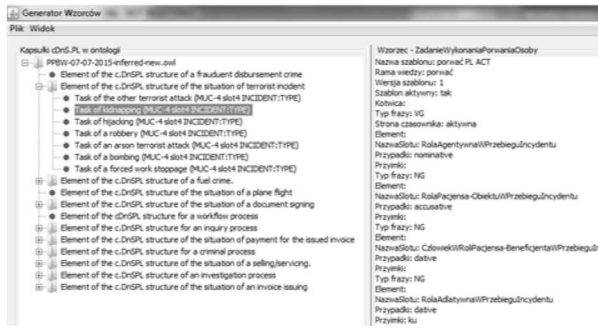 Generator Wzorców
Plik Widok
Kapsułki cDnS.PL w ontologii
PPBW-07-07-2015-inferred-new.owl
Element of the c.DnSPL structure of a frauduent disbursement crime
Element of the c.DnSPL structure of the situation of terrorist incident
Task of the other terrorist attack (MUC-4 slot4 INCIDENT:TYPE)
Task of kidnapping (MUC-4 slot4 INCIDENT:TYPE)
Task of hijacking (MUC-4 slot4 INCIDENT:TYPE)
Task of a robbery (MUC-4 slot4 INCIDENT:TYPE)
Task of an arson terrorist attack (MUC-4 slot4 INCIDENT:TYPE)
Task of a bombing (MUC-4 slot4 INCIDENT:TYPE)
Task of a forced work stoppage (MUC-4 slot4 INCIDENT:TYPE)
Element of the c.DnSPL structure of a fuel crime.
Element of the c.DnSPL structure of the situation of a plane flight
Element of the c.DnSPL structure of the situation of a document signing
Element of the cDnSPL structure for a workflow process
Element of the c.DnSPL structure for an inquiry process
Element of the c.DnSPL structure of the situation of payment for the issued invoice
Element of the c.DnSPL structure for a criminal process
Element of the c.DnSPL structure of the situation of a selling/servicing.
Element of the c.DnSPL structure of an investigation process
Element of the c.DnSPL structure of the situation of an invoice issuing
Wzorzec - ZadanieWykonaniaPorwaniaOsoby
Nazwa szablonu: porwać PL ACT
Rama wiedzy: porwać
Wersja szablonu: 1
Szablon aktywny: tak
Kotwica:
Typ frazy: VG
Strona czasownika: aktywna
Element:
NazwaSlotu: RolaAgentywnaWPrzebieguIncydentu
Przypadki: nominative
Przyimki:
Typ frazy: NG
Element:
NazwaSlotu: RolaPacjensa-ObiektuWPrzebieguIncydentu
Przypadki: accusative
Przyimki:
Typ frazy: NG
Element:
NazwaSlotu: CzłowiekWRoliPacjensa-BeneficjentaWPrzebieguI
Przypadki: dative
Przyimki:
Typ frazy: NG
Element:
NazwaSlotu: RolaAdlatywnaWPrzebieguIncydentu
Przypadki: dative
Przyimki: ku